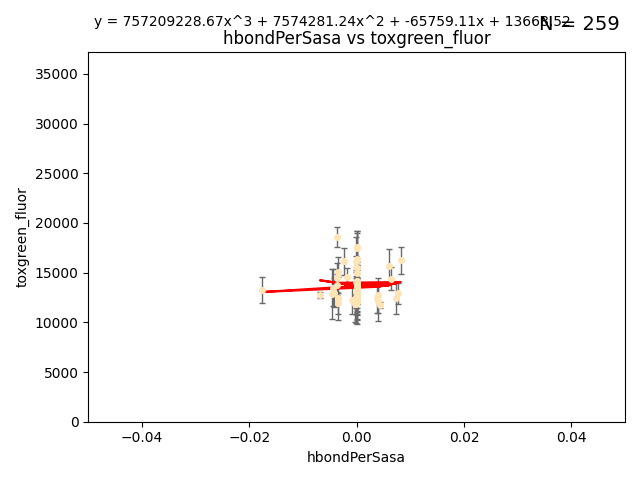 y = 757209228.67x^3 + 7574281.24x^2 + -65759.11x + 13668.52
N = 259
hbondPerSasa vs toxgreen_fluor
toxgreen_fluor
35000
30000
25000
20000
15000
10000
5000
0
−0.04
−0.02
0.00
0.02
0.04
hbondPerSasa